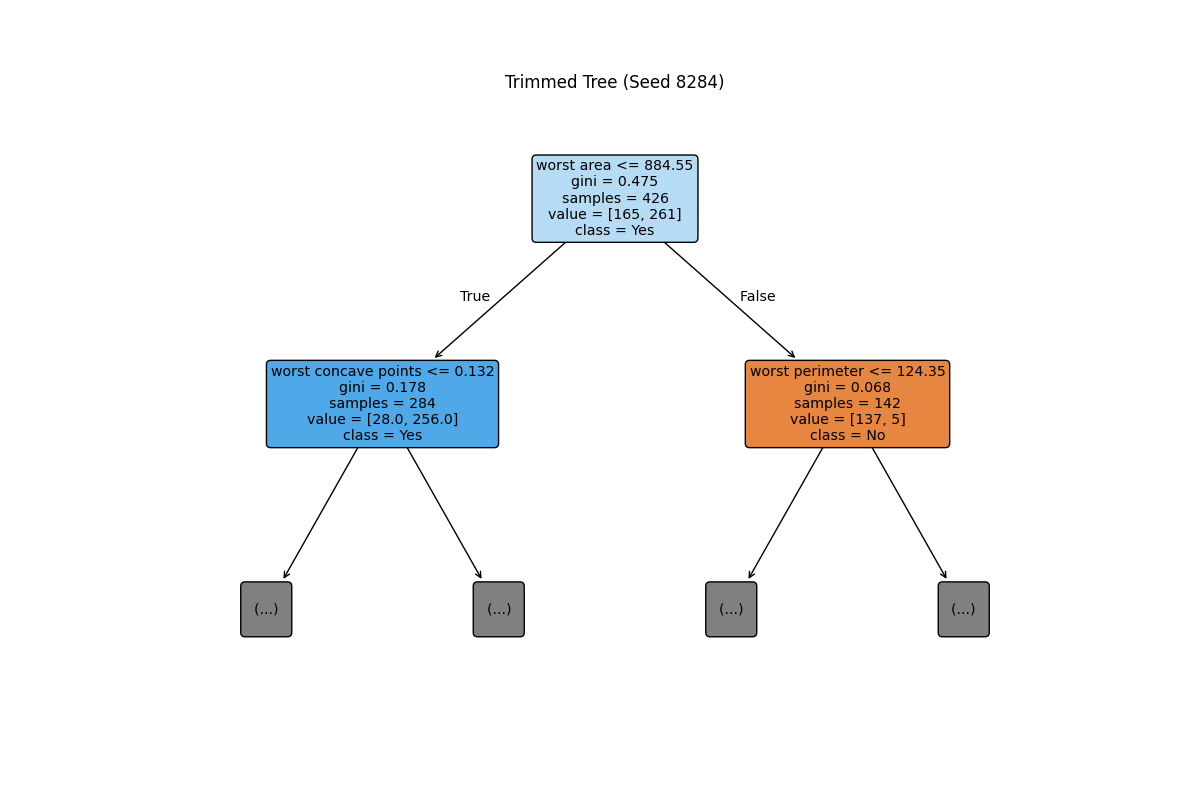 Trimmed Tree (Seed 8284)
worst area <= 884.55
gini = 0.475
samples = 426
value = [165, 261]
class = Yes
True
False
worst concave points <= 0.132
gini = 0.178
samples = 284
value = [28.0, 256.0]
class = Yes
worst perimeter <= 124.35
gini = 0.068
samples = 142
value = [137, 5]
class = No
(...)
(...)
(...)
(...)